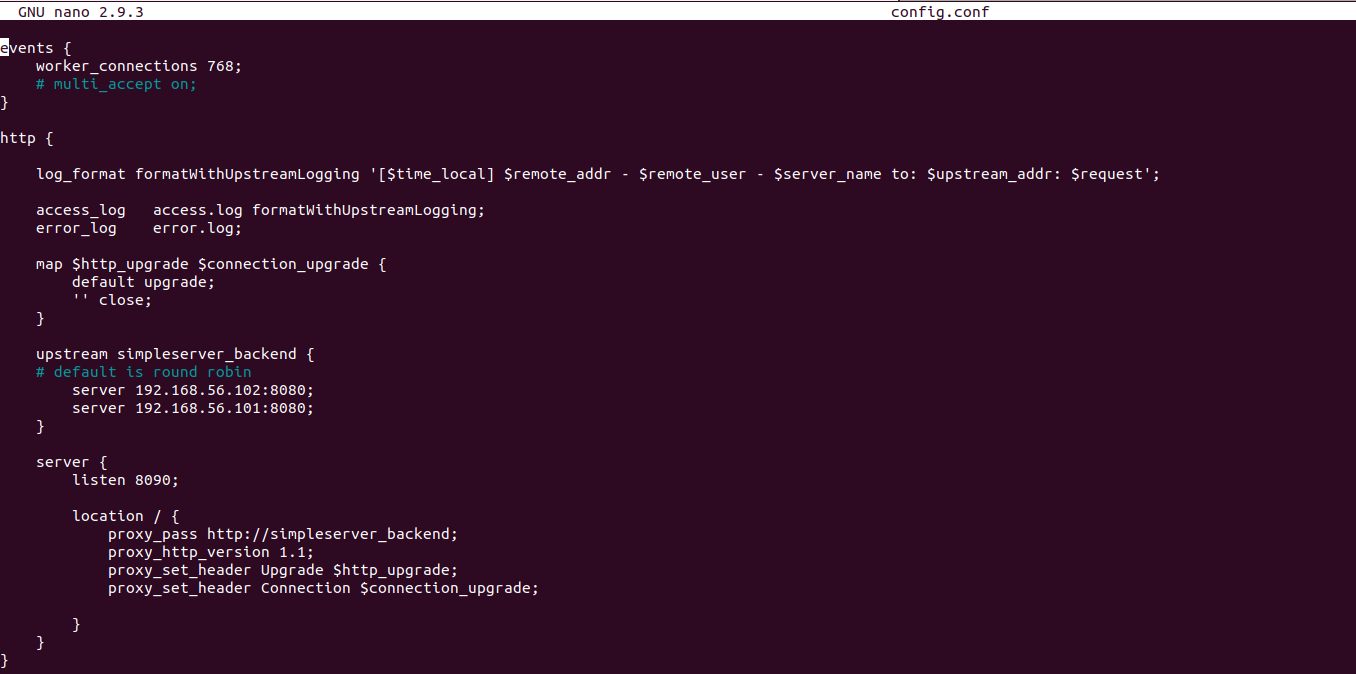 GNU nano 2.9.3 config.conf
events {
    worker_connections 768;
    # multi_accept on;
}
http {
    log_format formatWithUpstreamLogging '[$time_local] $remote_addr - $remote_user - $server_name to: $upstream_addr: $request';
    access_log   access.log formatWithUpstreamLogging;
    error_log    error.log;
    map $http_upgrade $connection_upgrade {
        default upgrade;
        '' close;
    }
    upstream simpleserver_backend {
    # default is round robin
        server 192.168.56.102:8080;
        server 192.168.56.101:8080;
    }
    server {
        listen 8090;
        location / {
            proxy_pass http://simpleserver_backend;
            proxy_http_version 1.1;
            proxy_set_header Upgrade $http_upgrade;
            proxy_set_header Connection $connection_upgrade;
        }
    }
}